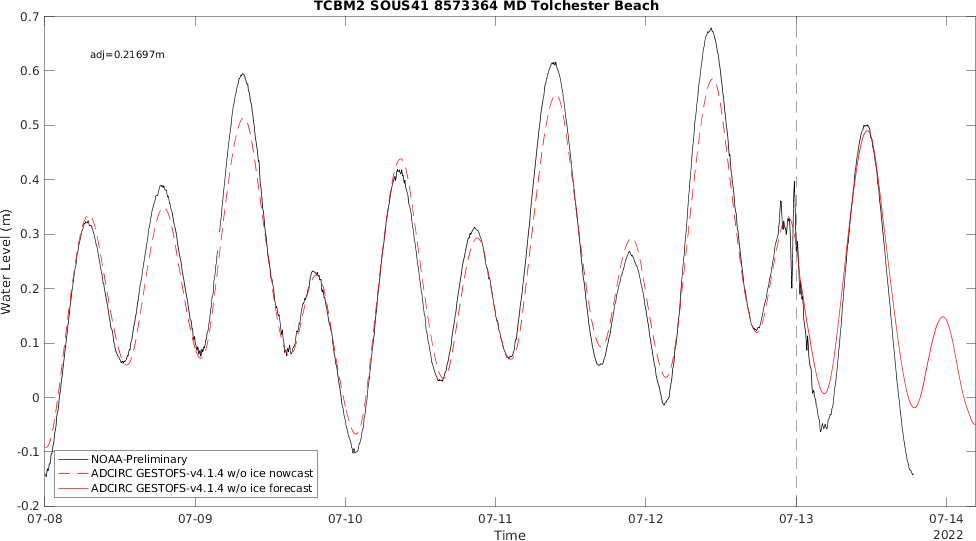 TCBM2 SOUS41 8573364 MD Tolchester Beach
0.7
adj=0.21697m
0.6
0.5
0.4
0.3
0.2
0.1
0
-0.1
-0.2
Water Level (m)
NOAA-Preliminary
ADCIRC GESTOFS-v4.1.4 w/o ice nowcast
ADCIRC GESTOFS-v4.1.4 w/o ice forecast
07-08 07-09 07-10 07-11 07-12 07-13 07-14
Time 2022